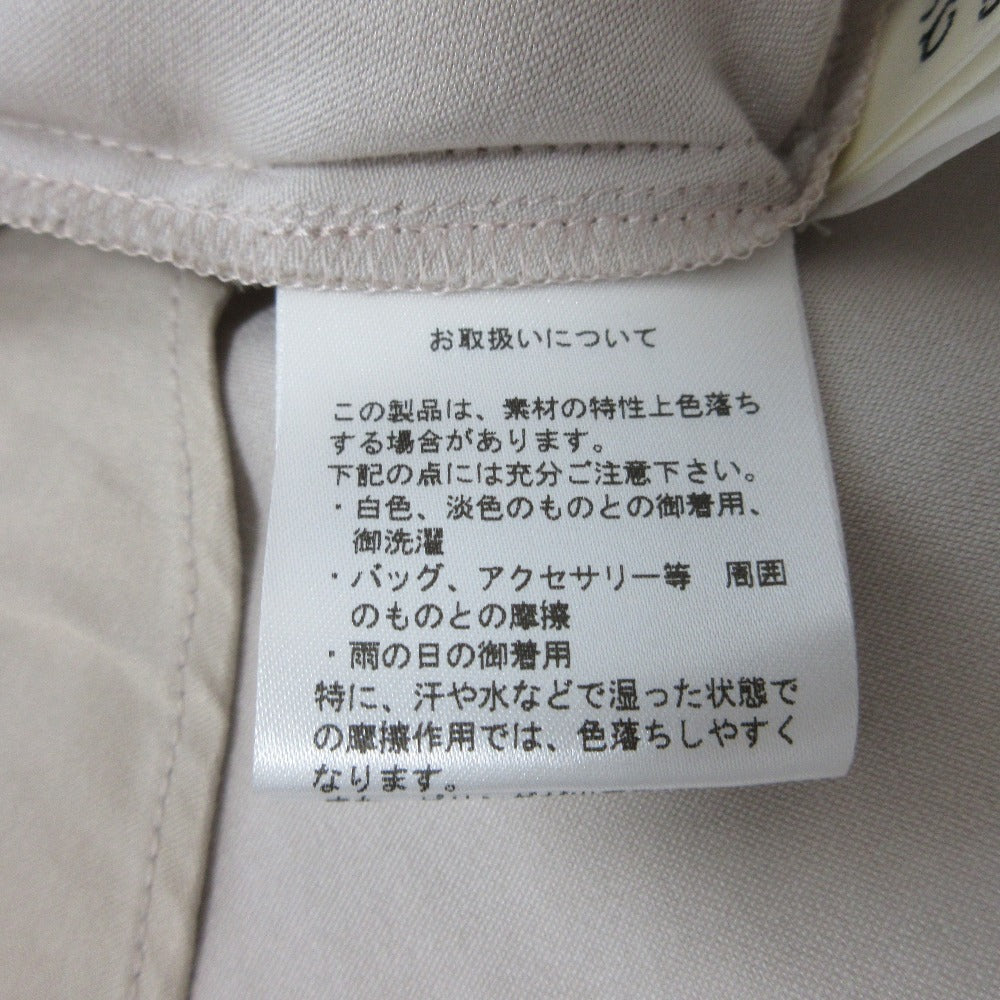 お取扱いについて
この製品は、素材の特性上色落ち
する場合があります。
下記の点には充分ご注意下さい。
・白色、淡色のものとの御着用、
御洗濯
・バッグ、アクセサリー等　周囲
のものとの摩擦
・雨の日の御着用
特に、汗や水などで湿った状態で
の摩擦作用では、色落ちしやすく
なります。